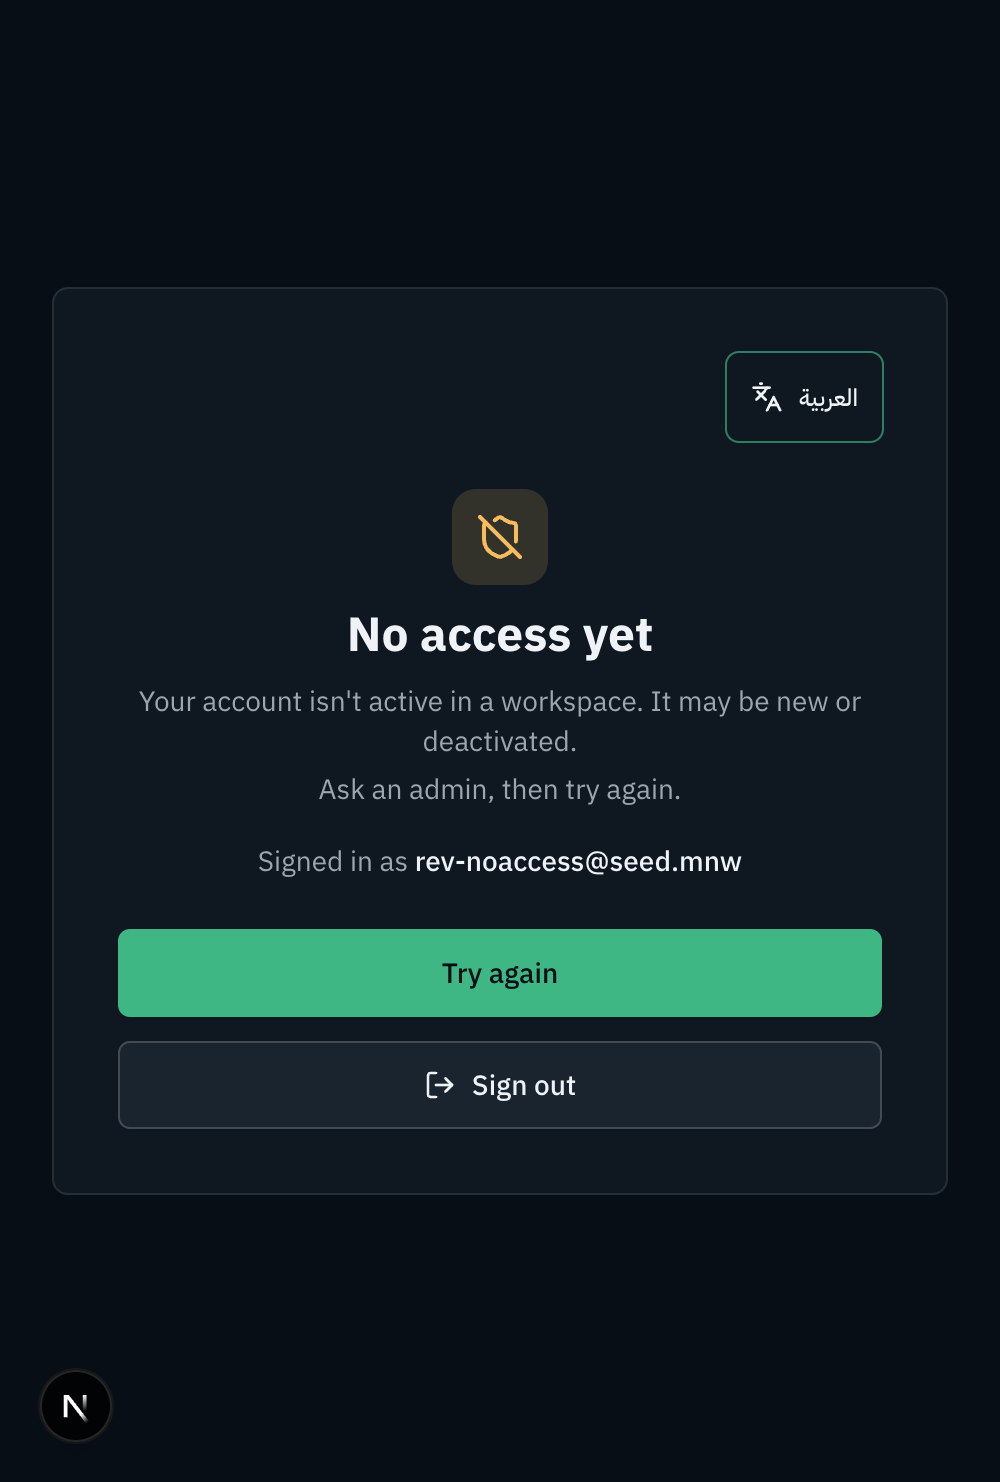 العربية
No access yet
Your account isn't active in a workspace. It may be new or
deactivated.
Ask an admin, then try again.
Signed in as rev-noaccess@seed.mnw
Try again
Sign out
N